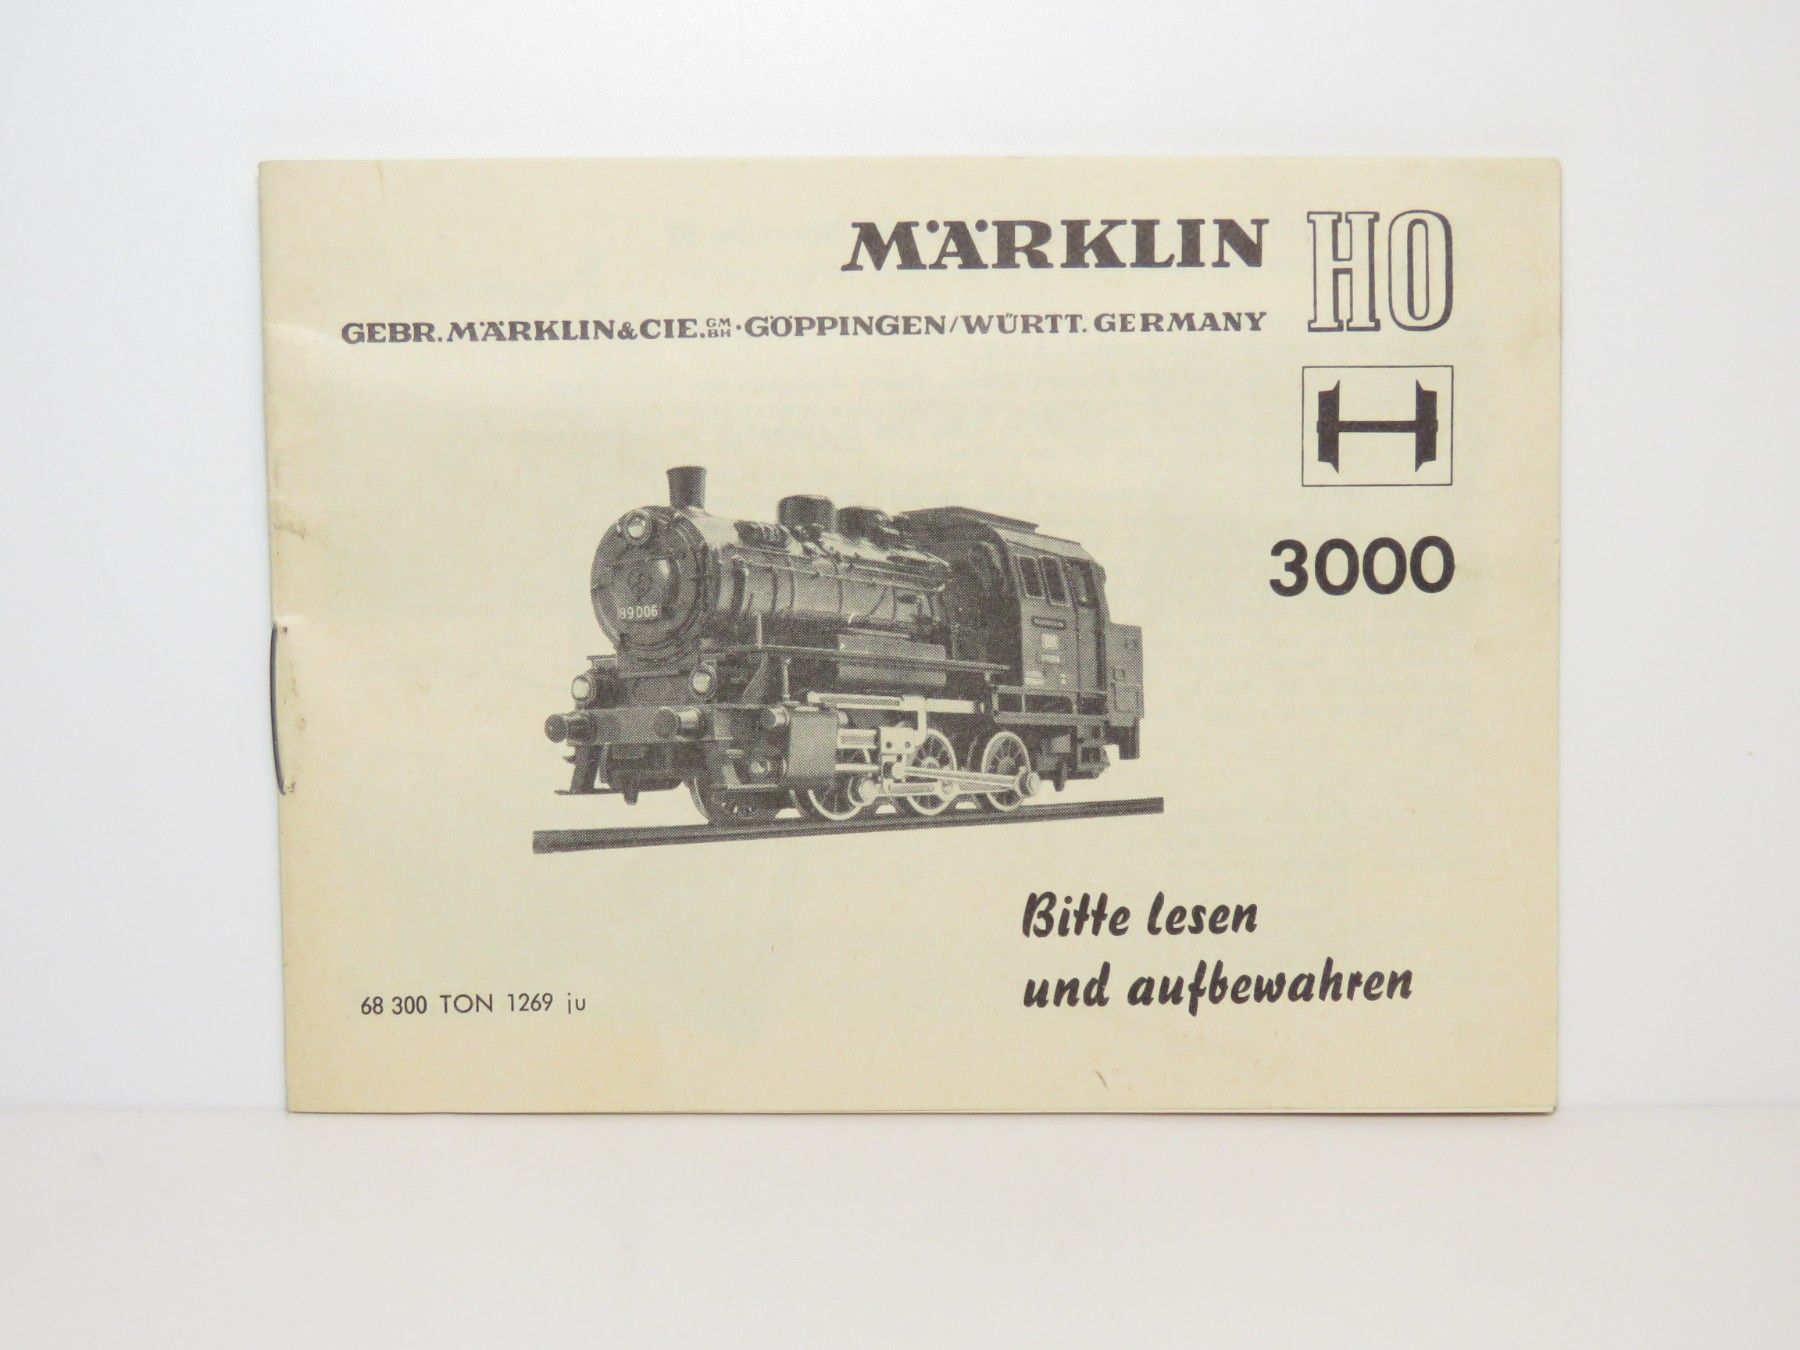 MÄRKLIN HO
GEBR. MÄRKLIN & CIE. GMBH · GÖPPINGEN/WÜRTT. GERMANY
3000
89006
Bitte lesen
und aufbewahren
68 300 TON 1269 ju